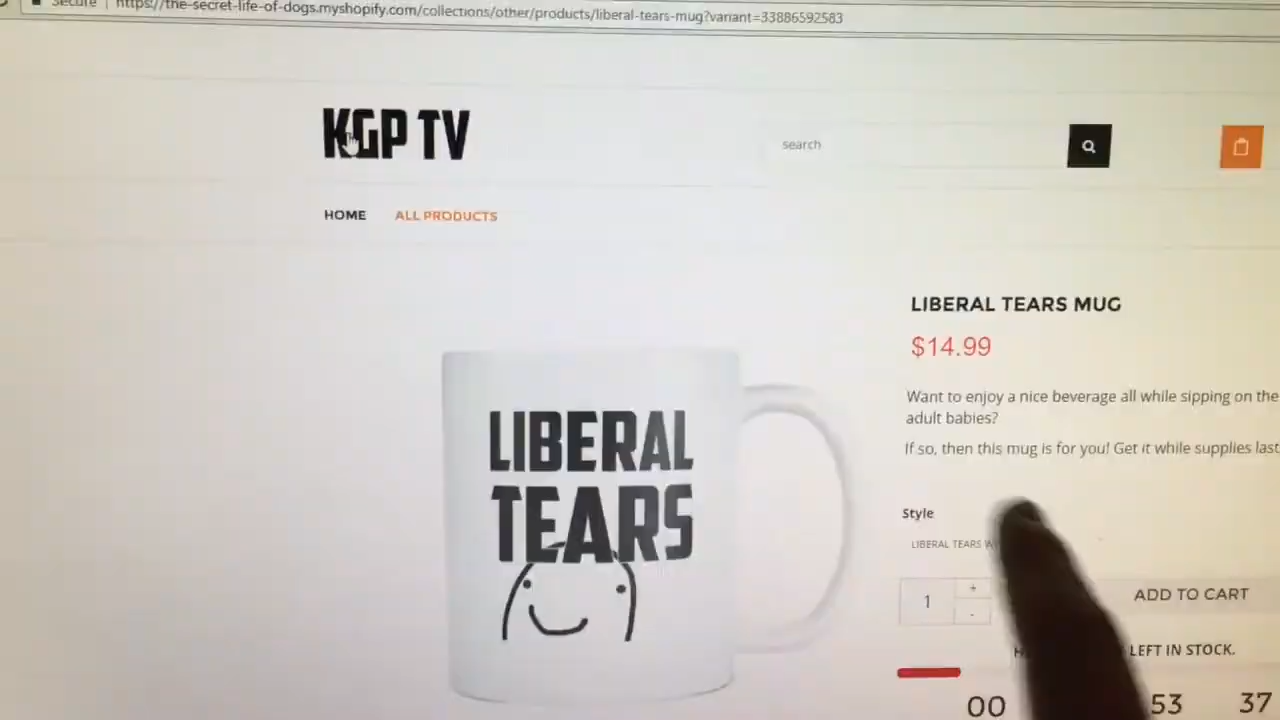 Secure | https://the-secret-life-of-dogs.myshopify.com/collections/other/products/liberal-tears-mug?variant=33886592583
KGP TV
search
HOME ALL PRODUCTS
LIBERAL TEARS MUG
$14.99
Want to enjoy a nice beverage all while sipping on the
adult babies?
If so, then this mug is for you! Get it while supplies last
LIBERAL
TEARS
Style
LIBERAL TEARS
1 + -
ADD TO CART
LEFT IN STOCK.
00 53 37